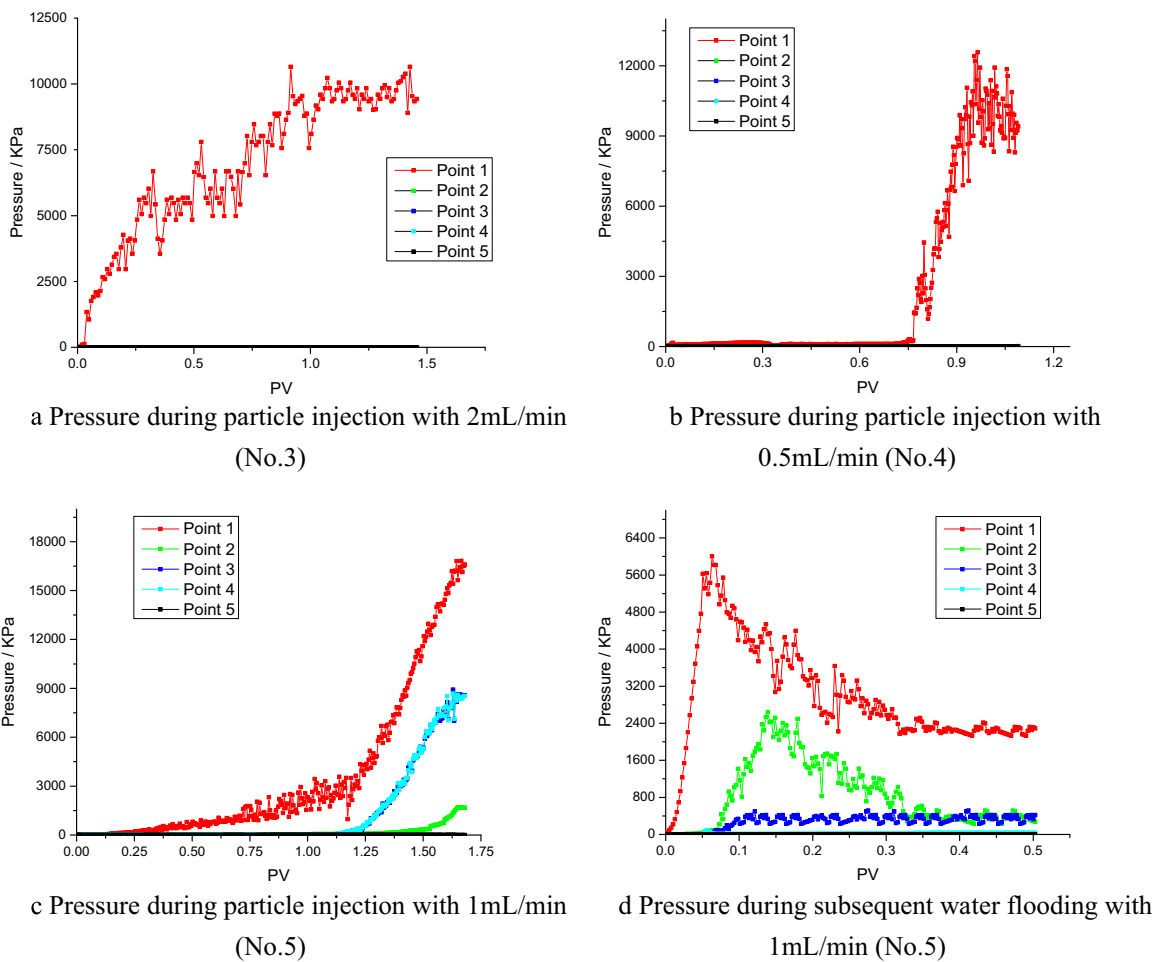 12500
10000
7500
5000
2500
0
Pressure / KPa
Point 1
Point 2
Point 3
Point 4
Point 5
0.0 0.5 1.0 1.5
PV
a Pressure during particle injection with 2mL/min
(No.3)
12000
9000
6000
3000
0
Pressure / KPa
Point 1
Point 2
Point 3
Point 4
Point 5
0.0 0.3 0.6 0.9 1.2
PV
b Pressure during particle injection with
0.5mL/min (No.4)
18000
15000
12000
9000
6000
3000
0
Pressure / KPa
Point 1
Point 2
Point 3
Point 4
Point 5
0.00 0.25 0.50 0.75 1.00 1.25 1.50 1.75
PV
c Pressure during particle injection with 1mL/min
(No.5)
6400
5600
4800
4000
3200
2400
1600
800
0
Pressure / KPa
Point 1
Point 2
Point 3
Point 4
Point 5
0.0 0.1 0.2 0.3 0.4 0.5
PV
d Pressure during subsequent water flooding with
1mL/min (No.5)